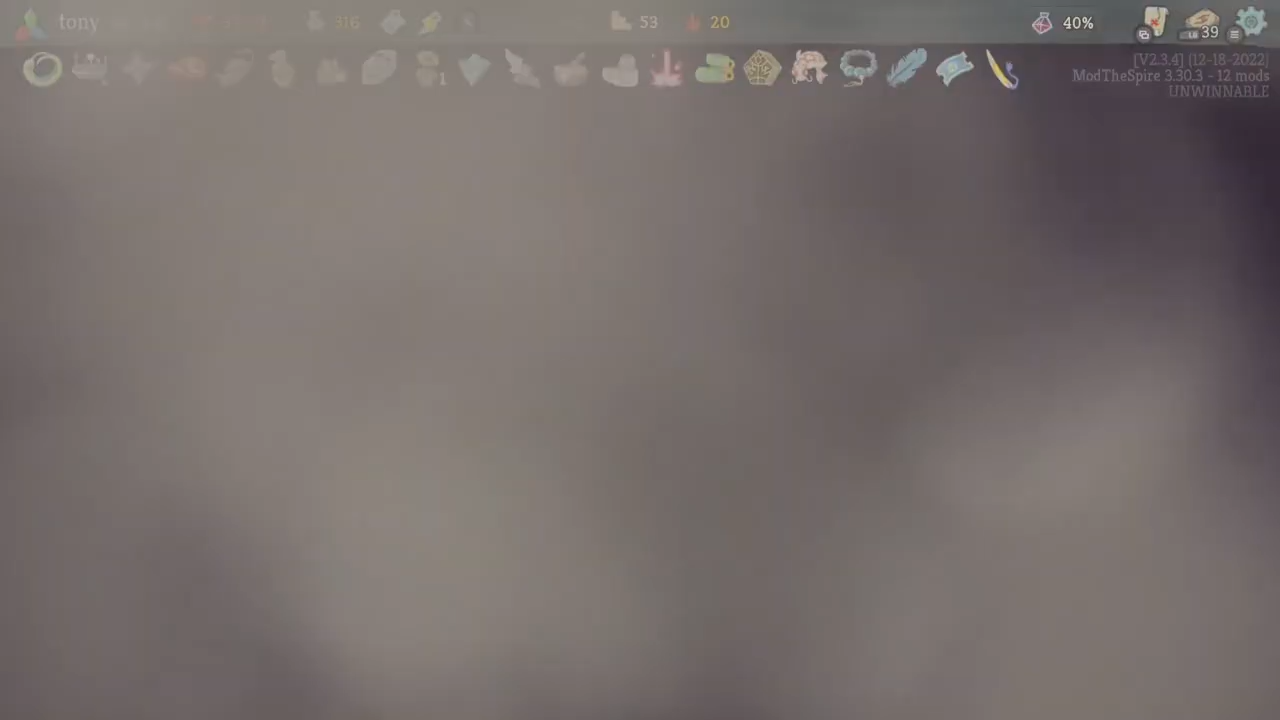 tony 316 53 20 40% 39
1
[V2.3.4] (12-18-2022)
ModTheSpire 3.30.3 - 12 mods
UNWINNABLE